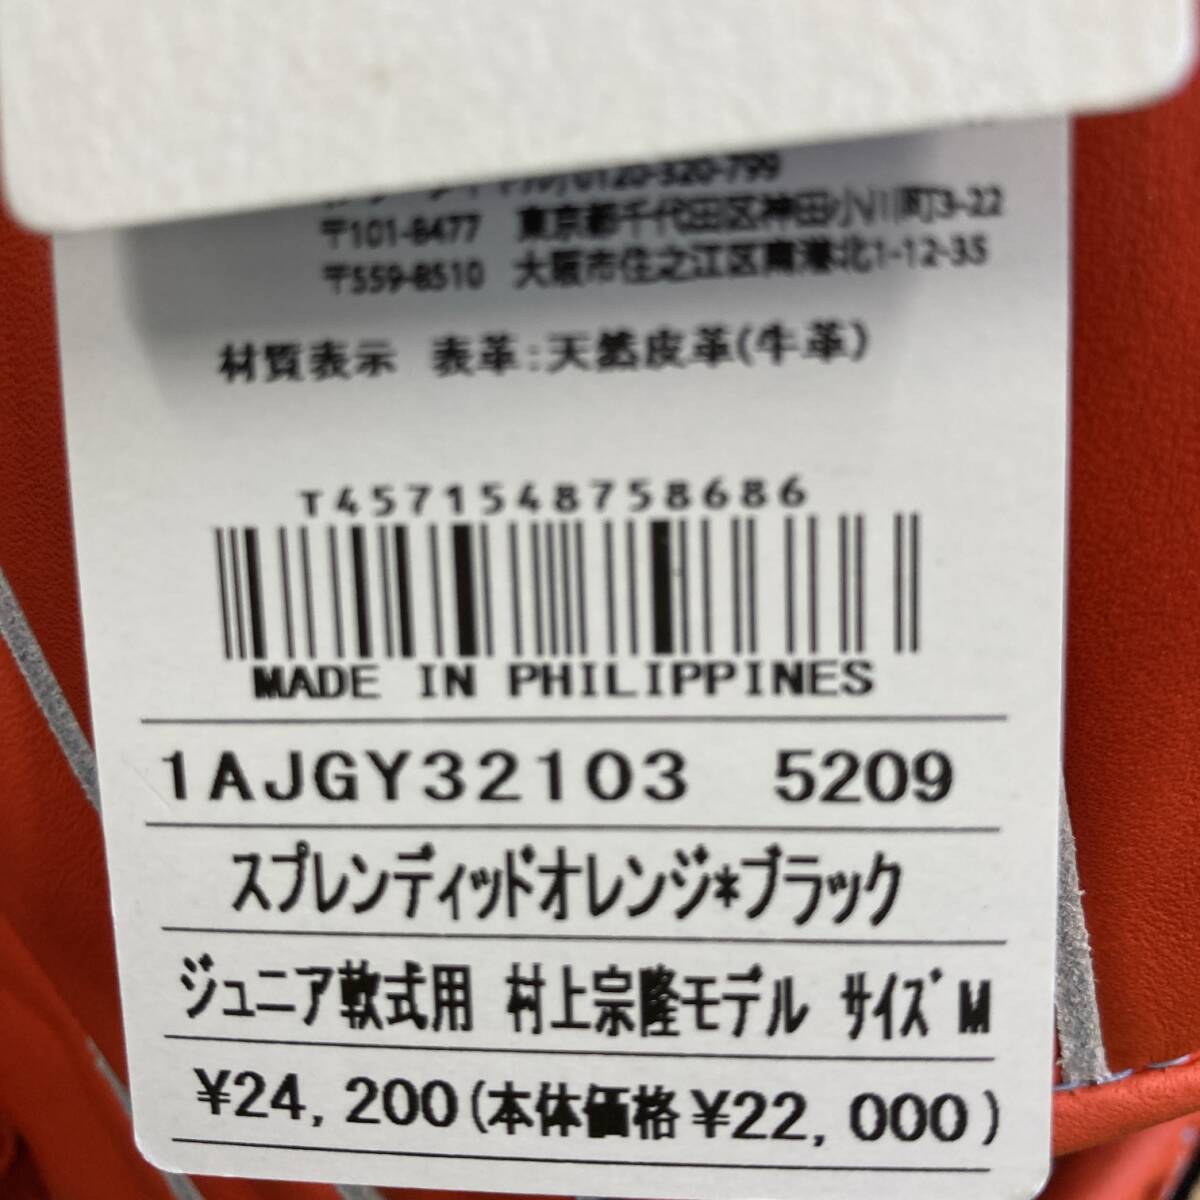 0120-320-799
〒101-8477 東京都千代田区神田小川町3-22
〒559-8510 大阪市住之江区南港北1-12-35
材質表示 表革:天然皮革(牛革)
T4571548758686
MADE IN PHILIPPINES
1AJGY32103 5209
スプレンディッドオレンジ*ブラック
ジュニア軟式用 村上宗隆モデル サイズM
¥24,200(本体価格¥22,000)